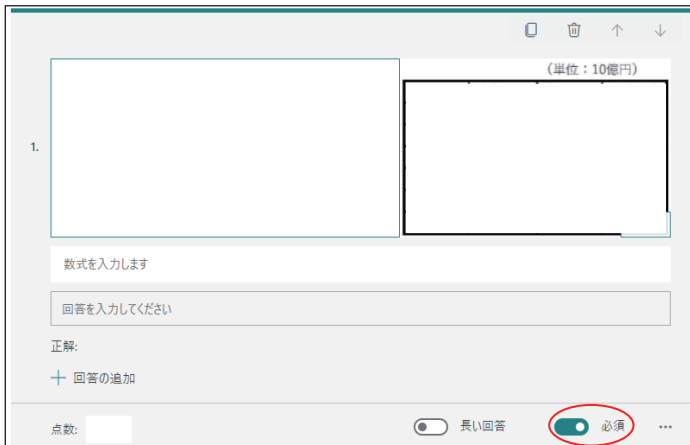 (単位：10億円)
1.
数式を入力します
回答を入力してください
正解:
＋ 回答の追加
点数:
長い回答
必須
…